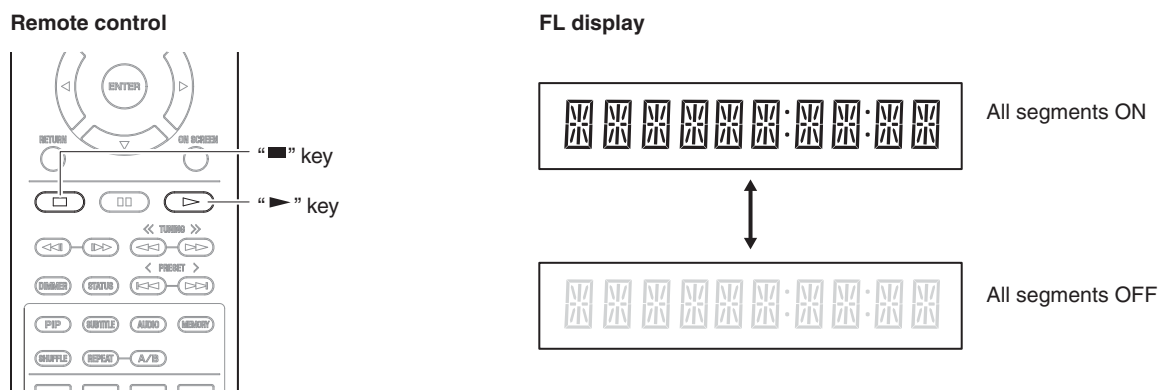 Remote control
FL display
ENTER
RETURN
ON SCREEN
“■” key
“►” key
TUNING
PRESET
DIMMER
STATUS
PIP
SUBTITLE
AUDIO
MEMORY
SHUFFLE
REPEAT
A/B
All segments ON
All segments OFF